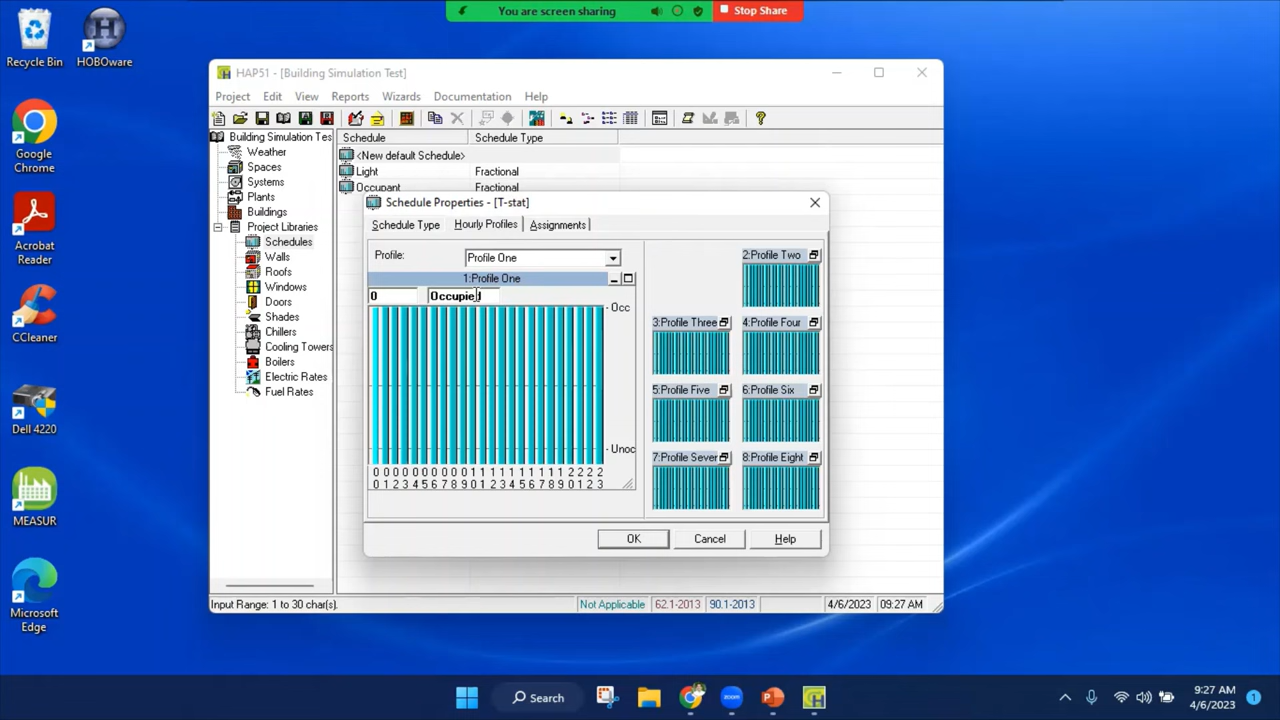 You are screen sharing
Stop Share
Recycle Bin
HOBOware
Google
Chrome
Acrobat
Reader
CCleaner
Dell 4220
MEASUR
Microsoft
Edge
HAP51 - [Building Simulation Test]
Project Edit View Reports Wizards Documentation Help
Building Simulation Tes
Weather
Spaces
Systems
Plants
Buildings
Project Libraries
Schedules
Walls
Roofs
Windows
Doors
Shades
Chillers
Cooling Towers
Boilers
Electric Rates
Fuel Rates
Schedule Schedule Type
<New default Schedule>
Light Fractional
Occupant Fractional
Schedule Properties - [T-stat]
Schedule Type Hourly Profiles Assignments
Profile: Profile One
1:Profile One
0 Occupied
Occ
Unoc
0 0 0 0 0 0 0 0 0 0 1 1 1 1 1 1 1 1 1 1 2 2 2 2
0 1 2 3 4 5 6 7 8 9 0 1 2 3 4 5 6 7 8 9 0 1 2 3
2:Profile Two
3:Profile Three 4:Profile Four
5:Profile Five 6:Profile Six
7:Profile Sever 8:Profile Eight
OK Cancel Help
Input Range: 1 to 30 char(s). Not Applicable 62.1-2013 90.1-2013 4/6/2023 09:27 AM
Search
9:27 AM
4/6/2023
1